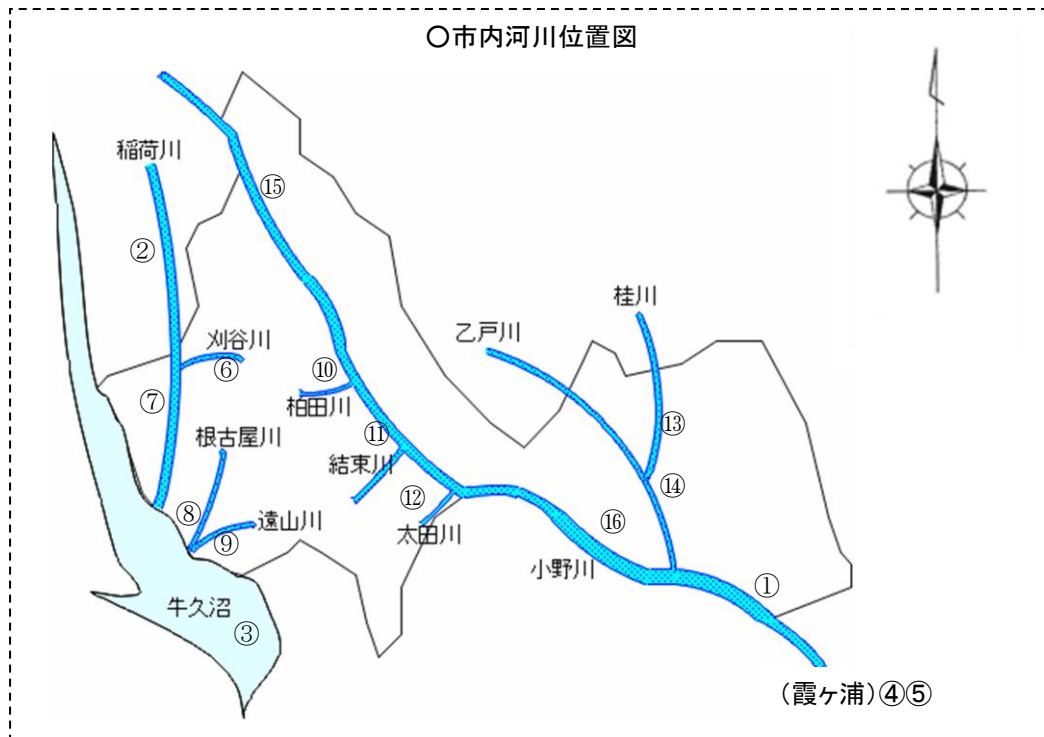 〇市内河川位置図
稲荷川
⑮
②
桂川
乙戸川
刈谷川
⑥
⑩
⑦
柏田川
⑬
⑪
根古屋川
結束川
⑭
⑫
⑧
遠山川
⑨
太田川
⑯
小野川
①
牛久沼
③
(霞ヶ浦)④⑤